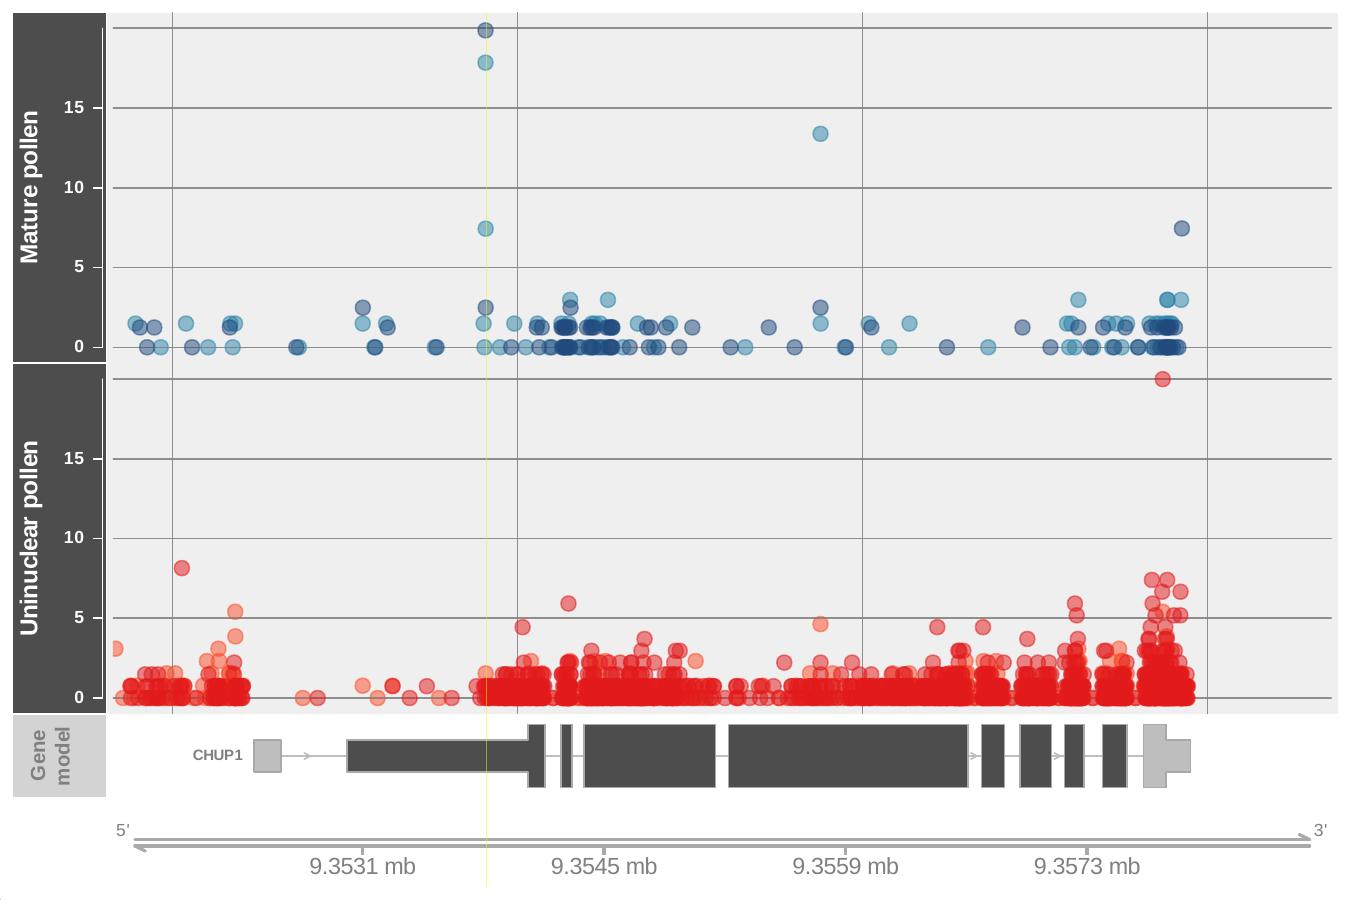 Mature pollen
15
10
5
0
Uninuclear pollen
15
10
5
0
Gene
model
CHUP1
5'
3'
9.3531 mb
9.3545 mb
9.3559 mb
9.3573 mb